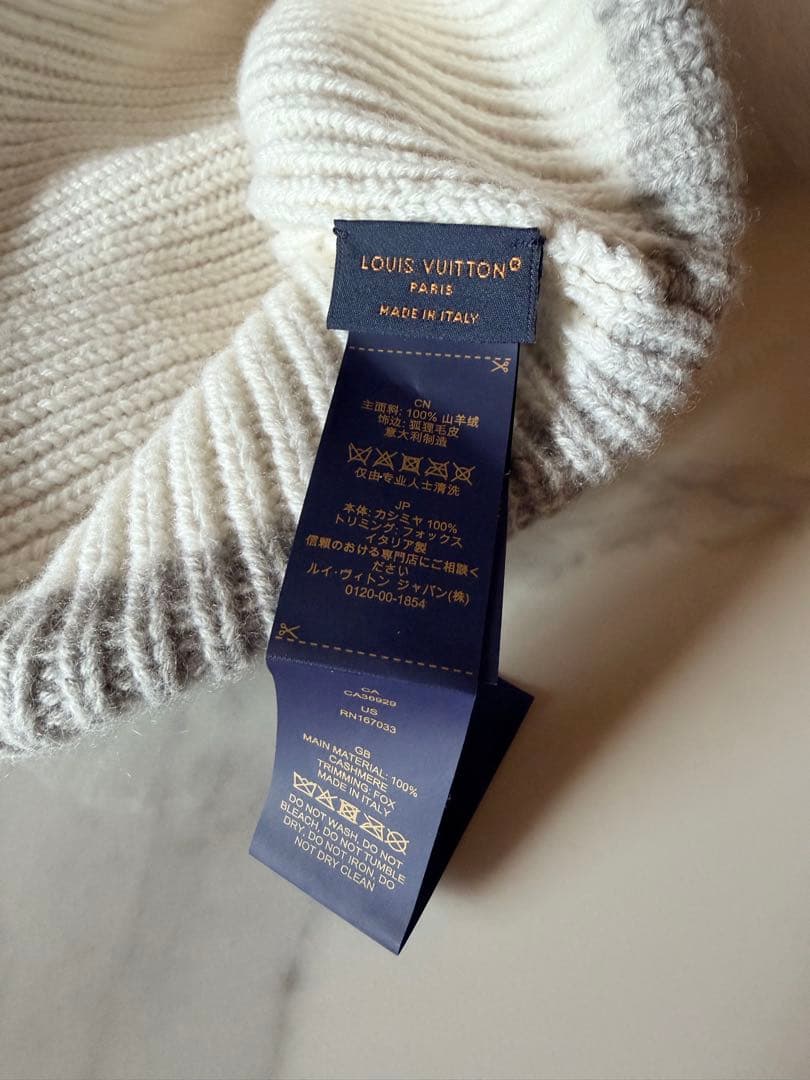 LOUIS VUITTON®
PARIS
MADE IN ITALY
CN
主面料: 100% 山羊绒
饰边: 狐狸毛皮
意大利制造
仅由专业人士清洗
JP
本体: カシミヤ 100%
トリミング: フォックス
イタリア製
信頼のおける専門店にご相談く
ださい
ルイ·ヴィトン ジャパン(株)
0120-00-1854
CA
CA36929
US
RN167033
GB
MAIN MATERIAL: 100%
CASHMERE
TRIMMING: FOX
MADE IN ITALY
DO NOT WASH, DO NOT
BLEACH, DO NOT TUMBLE
DRY, DO NOT IRON, DO
NOT DRY CLEAN